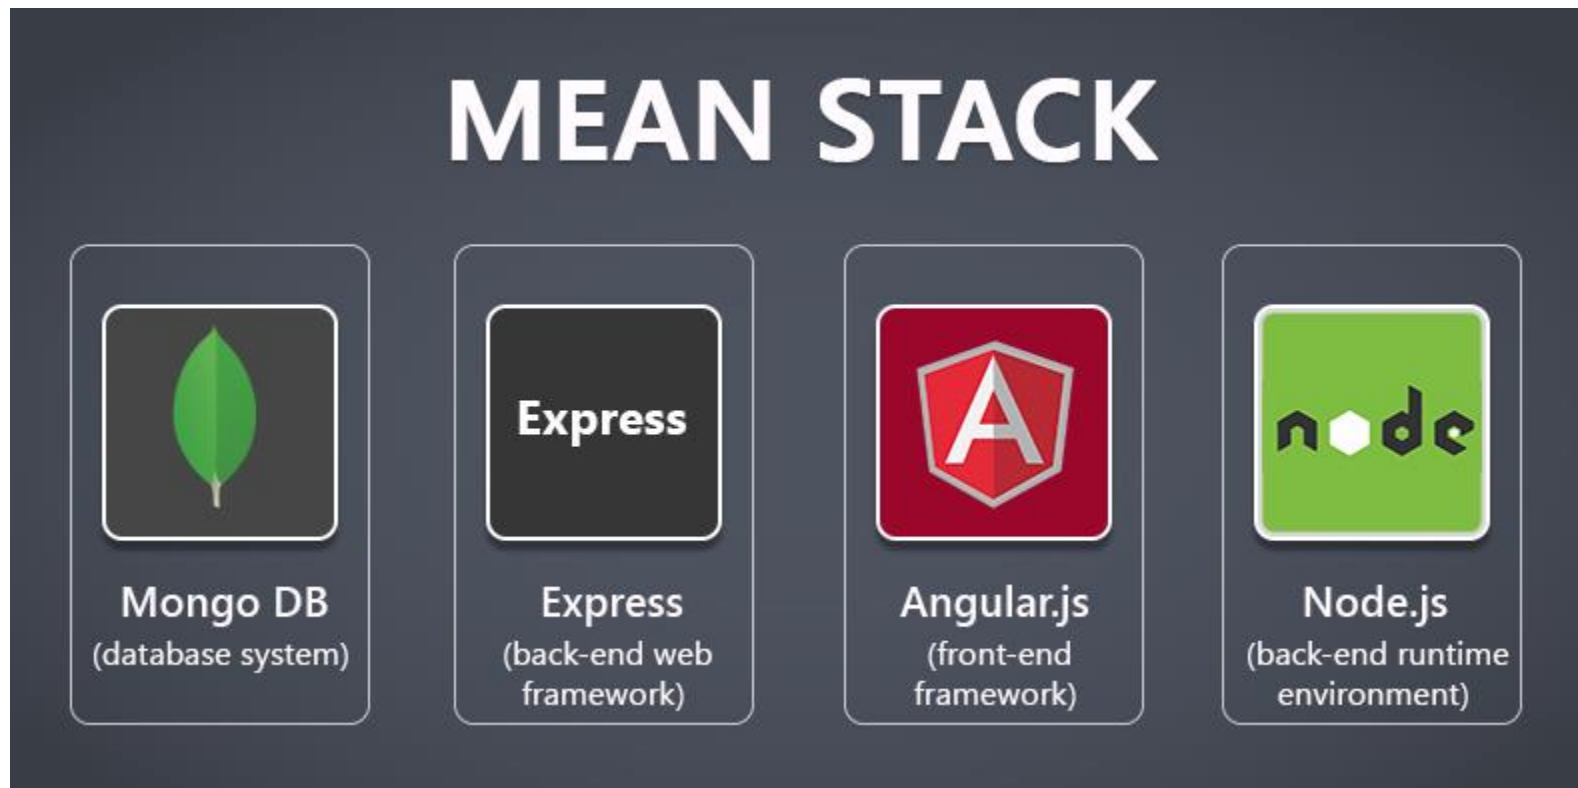 MEAN STACK
Express
A
node
Mongo DB
(database system)
Express
(back-end web
framework)
Angular.js
(front-end
framework)
Node.js
(back-end runtime
environment)